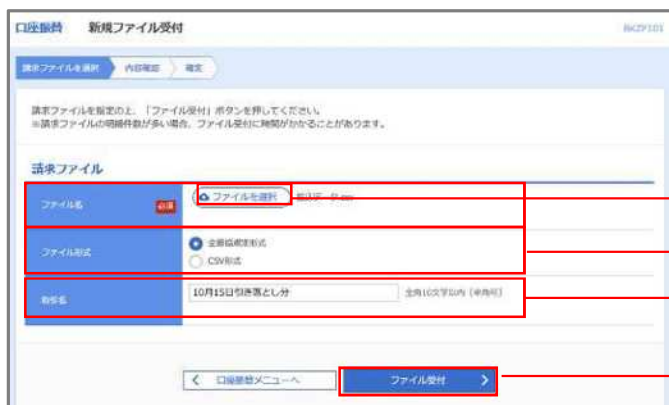 口座振替 新規ファイル受付
BKZP101
請求ファイルを選択 内容確認 確定
請求ファイルを指定の上、「ファイル受付」ボタンを押してください。
※請求ファイルの明細件数が多い場合、ファイル受付に時間がかかることがあります。
請求ファイル
ファイル名 必須 ファイルを選択
ファイル形式 全銀協規定形式
CSV形式
取引名 10月15日引き落とし分 全角10文字以内 [半角可]
口座振替メニューへ ファイル受付